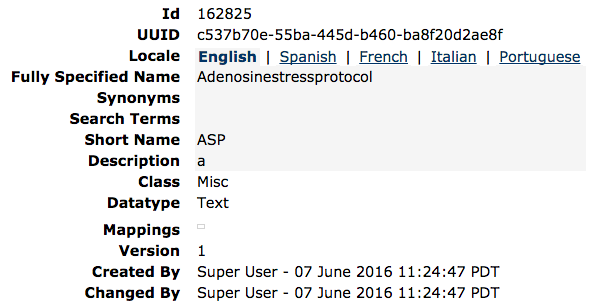 Id 162825
UUID c537b70e-55ba-445d-b460-ba8f20d2ae8f
Locale English | Spanish | French | Italian | Portuguese
Fully Specified Name Adenosinestressprotocol
Synonyms
Search Terms
Short Name ASP
Description a
Class Misc
Datatype Text
Mappings
Version 1
Created By Super User - 07 June 2016 11:24:47 PDT
Changed By Super User - 07 June 2016 11:24:47 PDT